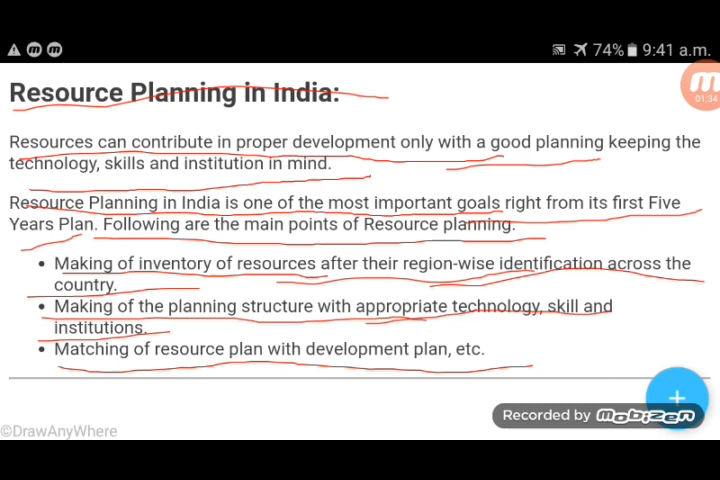 74% 9:41 a.m.
01:34
Resource Planning in India:
Resources can contribute in proper development only with a good planning keeping the
technology, skills and institution in mind.
Resource Planning in India is one of the most important goals right from its first Five
Years Plan. Following are the main points of Resource planning.
• Making of inventory of resources after their region-wise identification across the
country.
• Making of the planning structure with appropriate technology, skill and
institutions.
• Matching of resource plan with development plan, etc.
+
Recorded by mobizen
©DrawAnyWhere